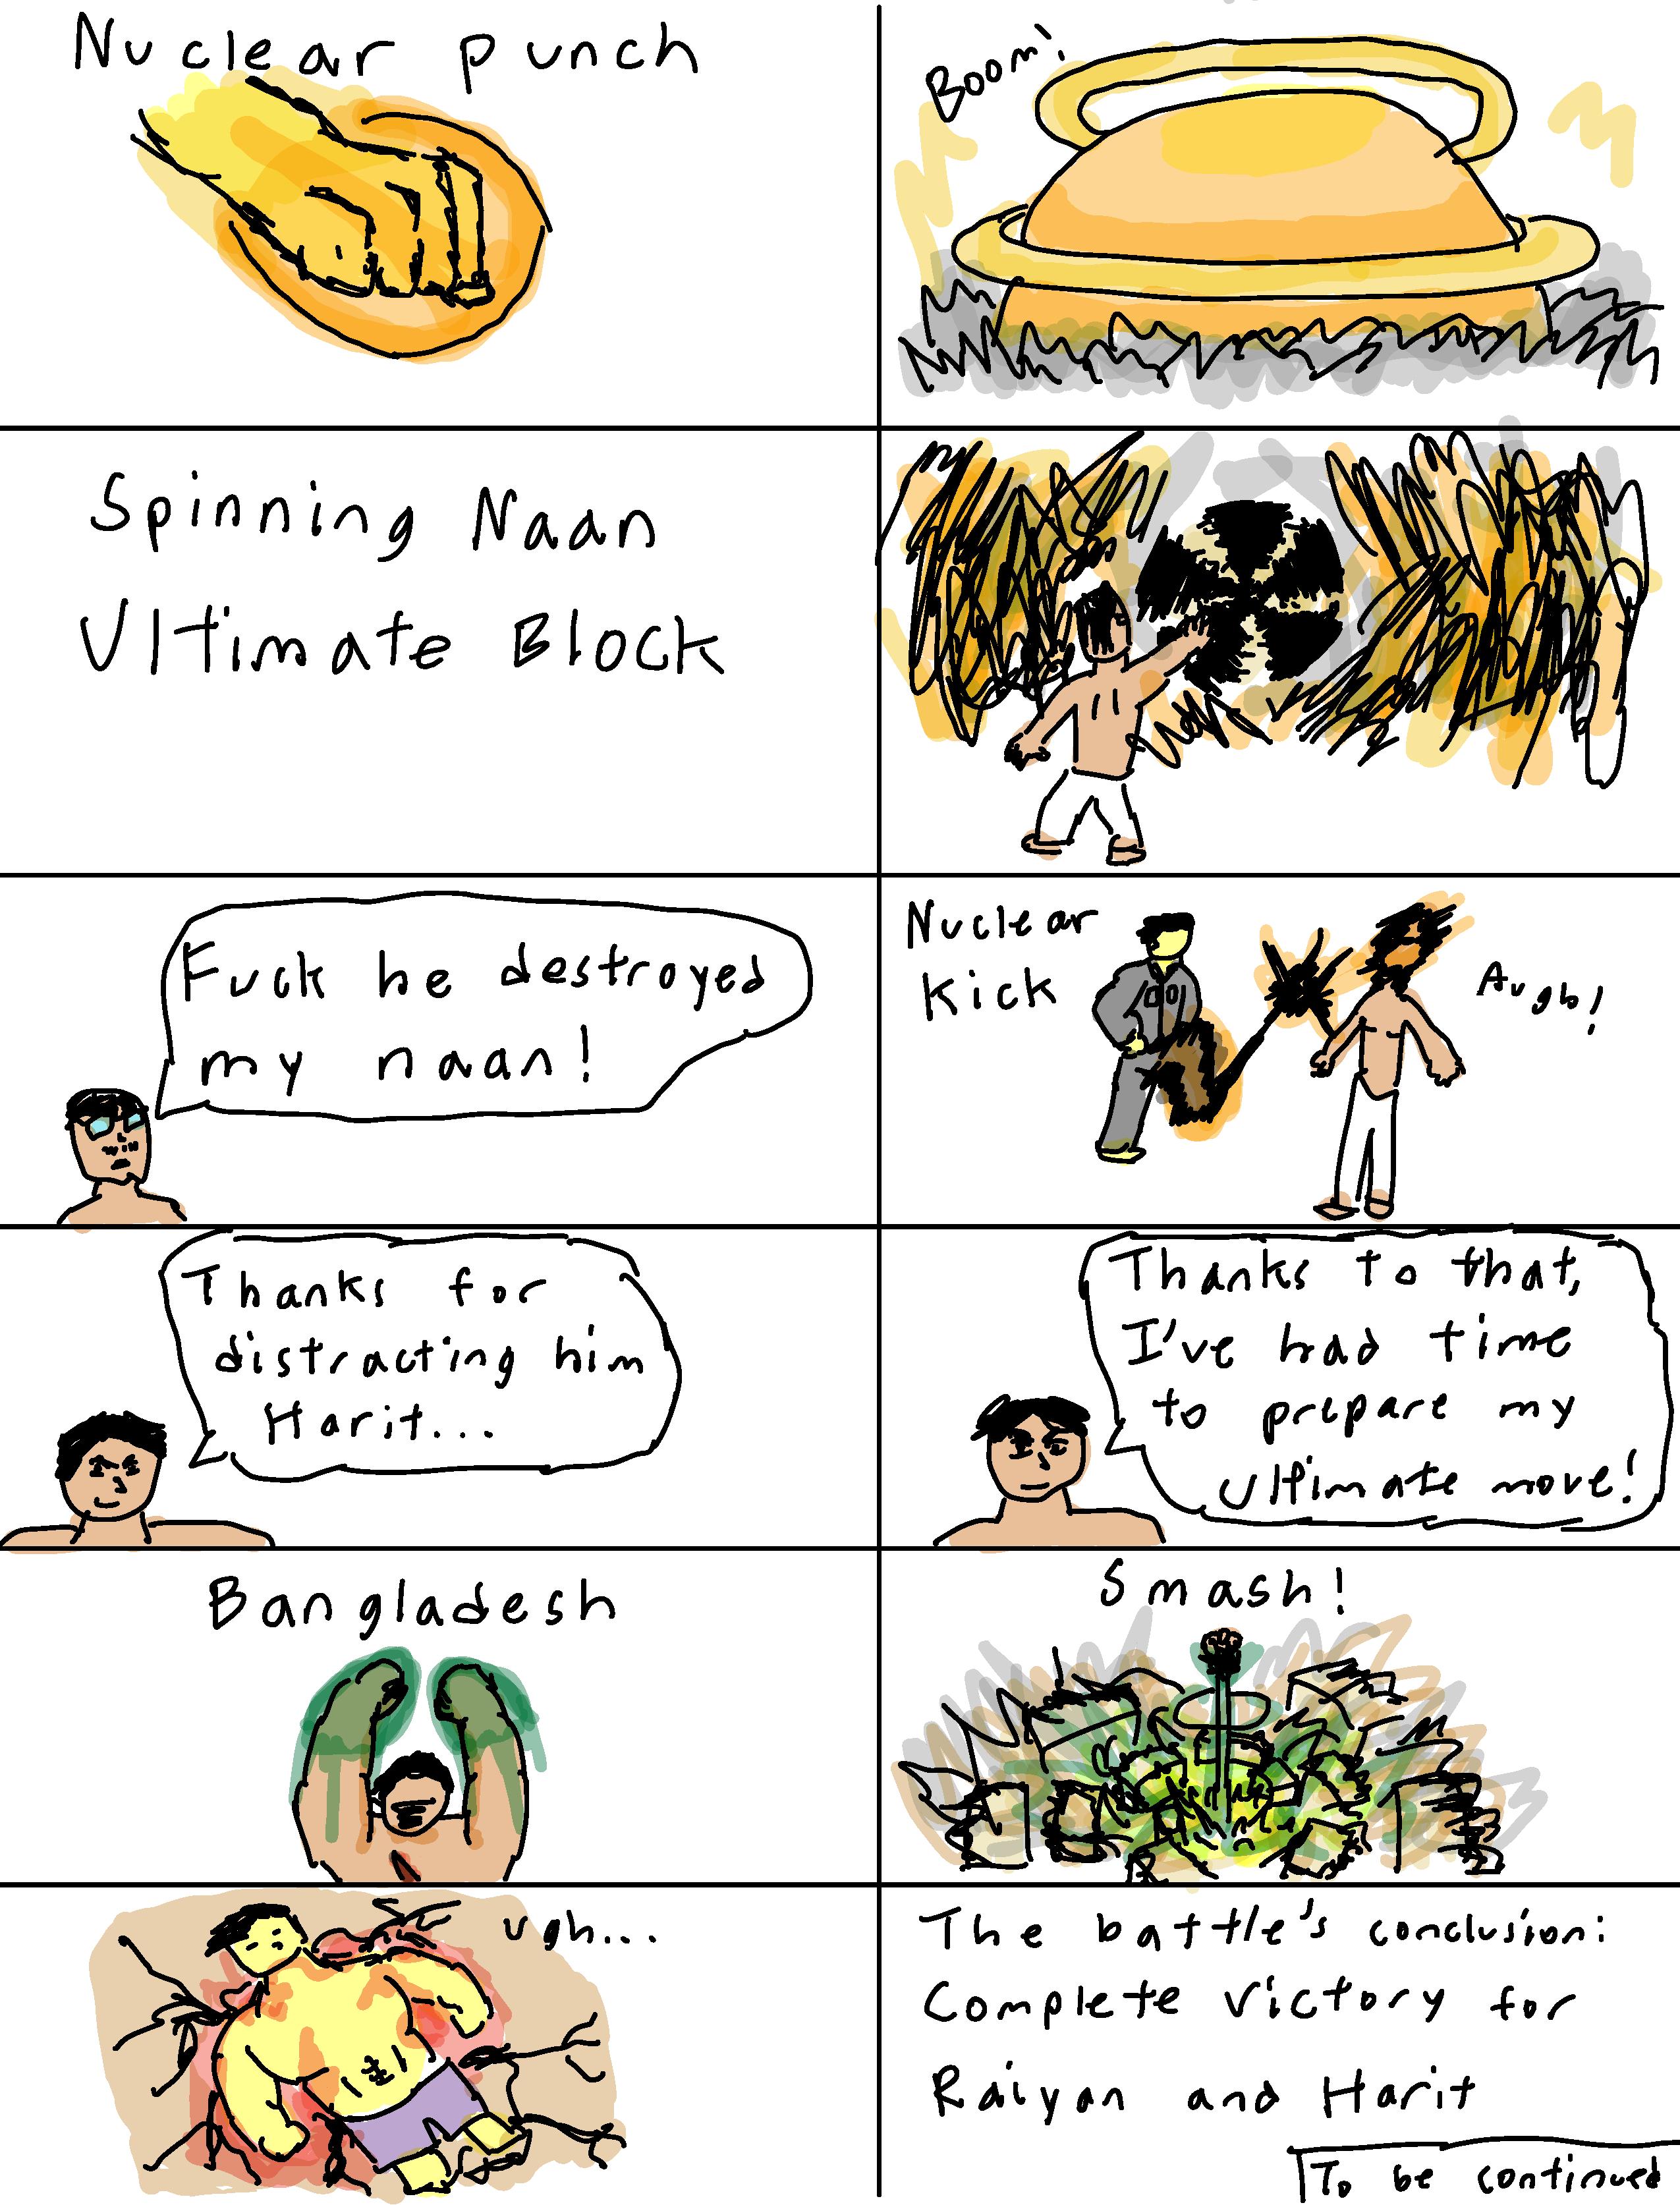 Nuclear punch
Boom!
Spinning Naan
Ultimate Block
Fuck he destroyed
my naan!
Nuclear
Kick
Augh!
Thanks for
distracting him
Harit...
Thanks to that,
I've had time
to prepare my
ultimate move!
Bangladesh
Smash!
ugh...
The battle's conclusion:
Complete victory for
Raiyan and Harit
To be continued